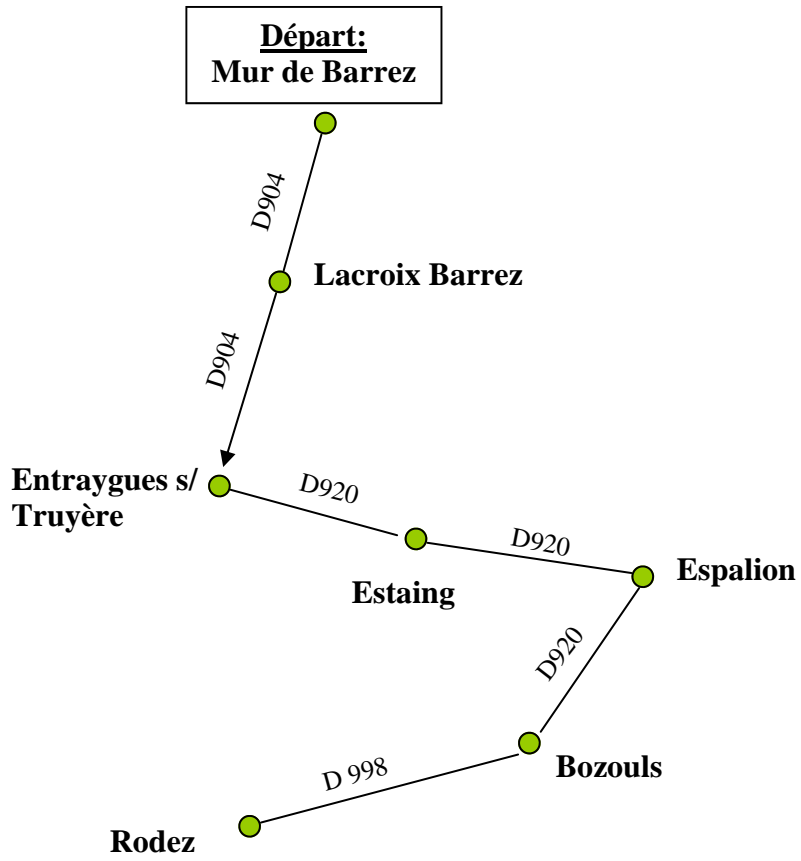 Départ:
Mur de Barrez
D904
Lacroix Barrez
D904
Entraygues s/
Truyère
D920
Estaing
D920
Espalion
D920
Bozouls
D 998
Rodez